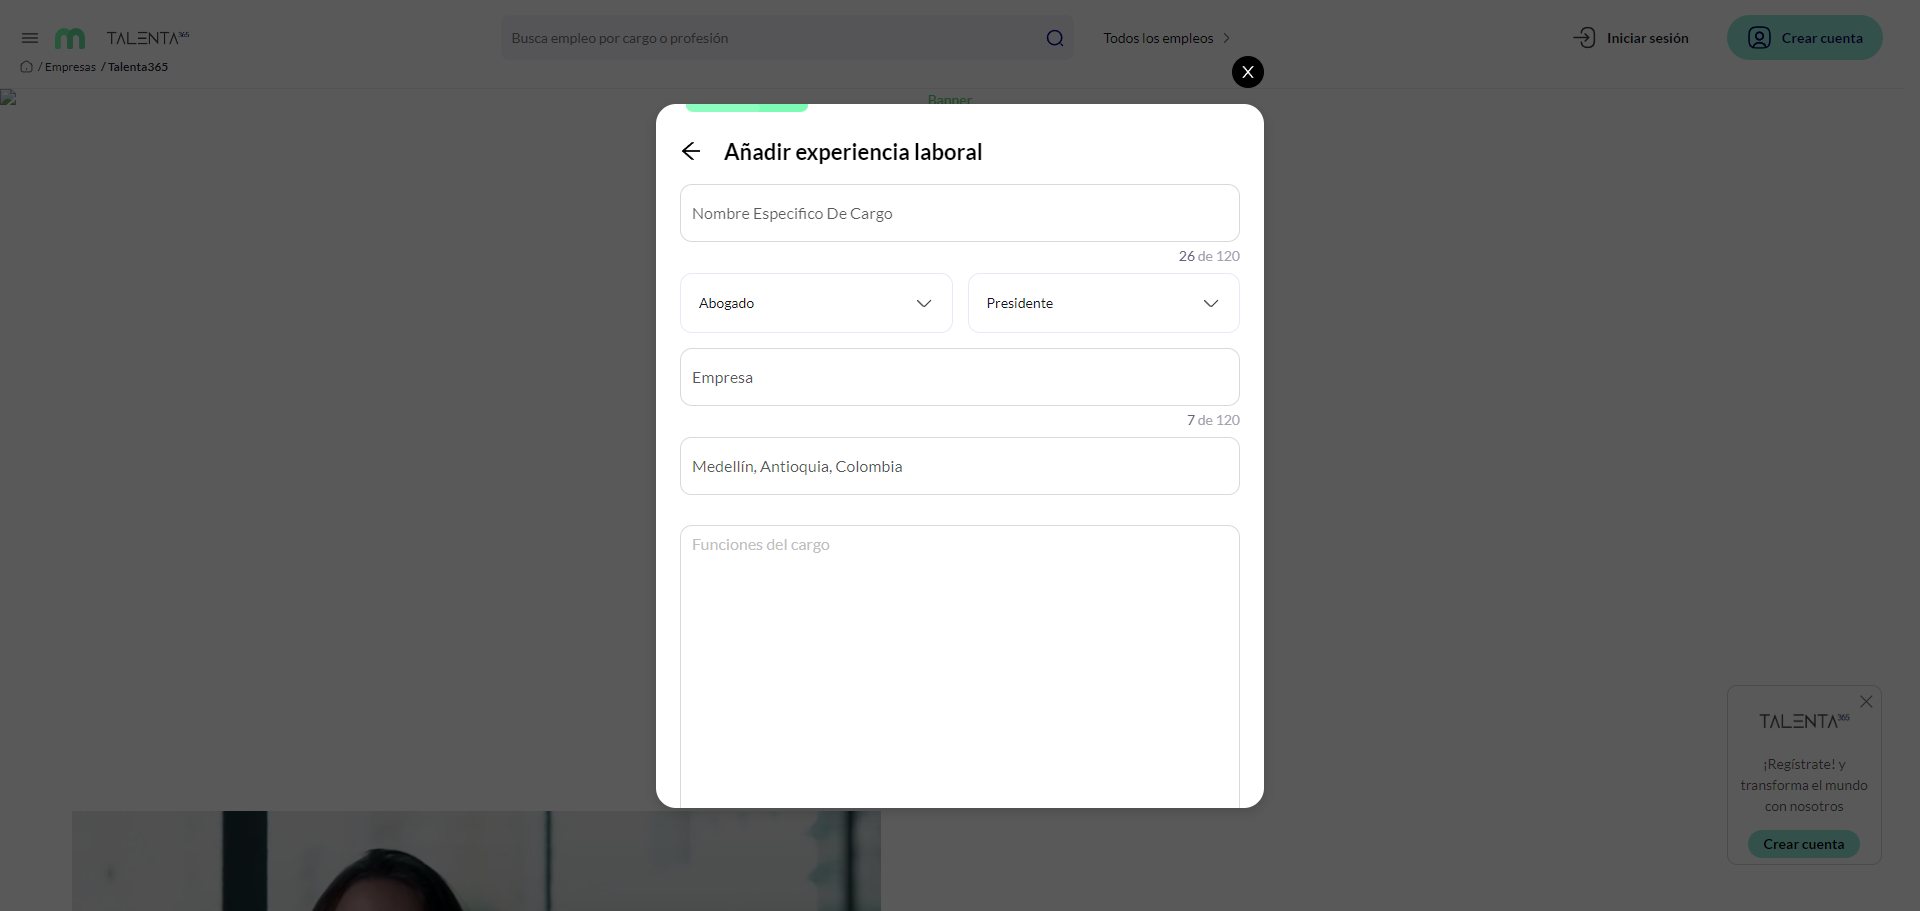 TALENTA365
Busca empleo por cargo o profesión
Todos los empleos
Iniciar sesión
Crear cuenta
/ Empresas / Talenta365
X
Banner
Añadir experiencia laboral
Nombre Especifico De Cargo
26 de 120
Abogado
Presidente
Empresa
7 de 120
Medellín, Antioquia, Colombia
Funciones del cargo
TALENTA365
¡Regístrate! y
transforma el mundo
con nosotros
Crear cuenta